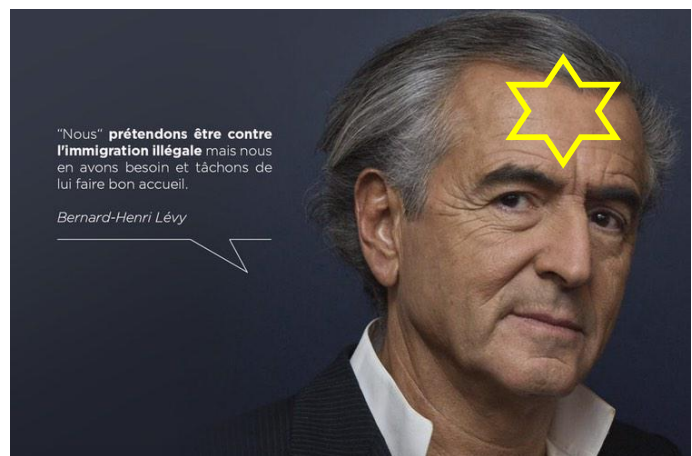 "Nous" prétendons être contre
l'immigration illégale mais nous
en avons besoin et tâchons de
lui faire bon accueil.
Bernard-Henri Lévy